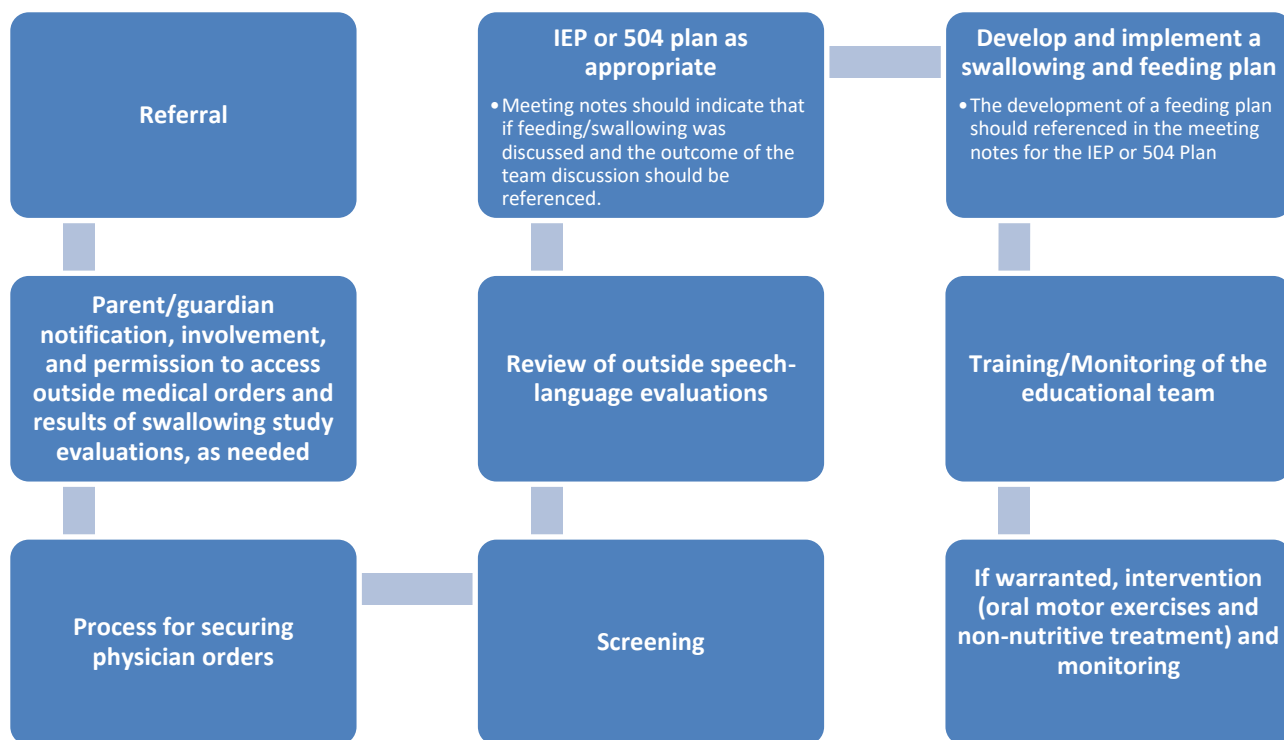 Referral
Parent/guardian
notification, involvement,
and permission to access
outside medical orders and
results of swallowing study
evaluations, as needed
Process for securing
physician orders
Screening
Review of outside speech-
language evaluations
IEP or 504 plan as
appropriate
• Meeting notes should indicate that
if feeding/swallowing was
discussed and the outcome of the
team discussion should be
referenced.
Develop and implement a
swallowing and feeding plan
• The development of a feeding plan
should referenced in the meeting
notes for the IEP or 504 Plan
Training/Monitoring of the
educational team
If warranted, intervention
(oral motor exercises and
non-nutritive treatment) and
monitoring